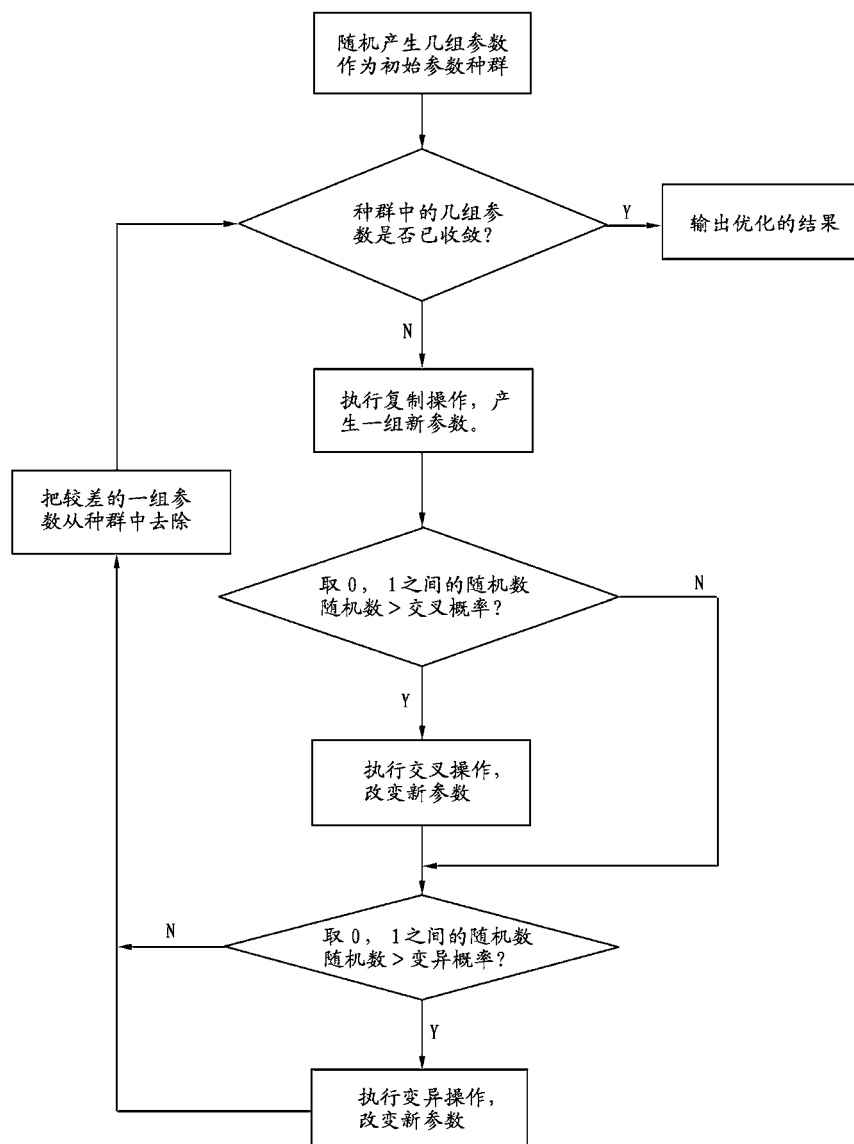 随机产生几组参数
作为初始参数种群
种群中的几组参
数是否已收敛?
Y
输出优化的结果
N
执行复制操作，产
生一组新参数。
把较差的一组参
数从种群中去除
取 0， 1之间的随机数
随机数＞交叉概率?
N
Y
执行交叉操作，
改变新参数
N
取 0， 1之间的随机数
随机数＞变异概率?
Y
执行变异操作，
改变新参数